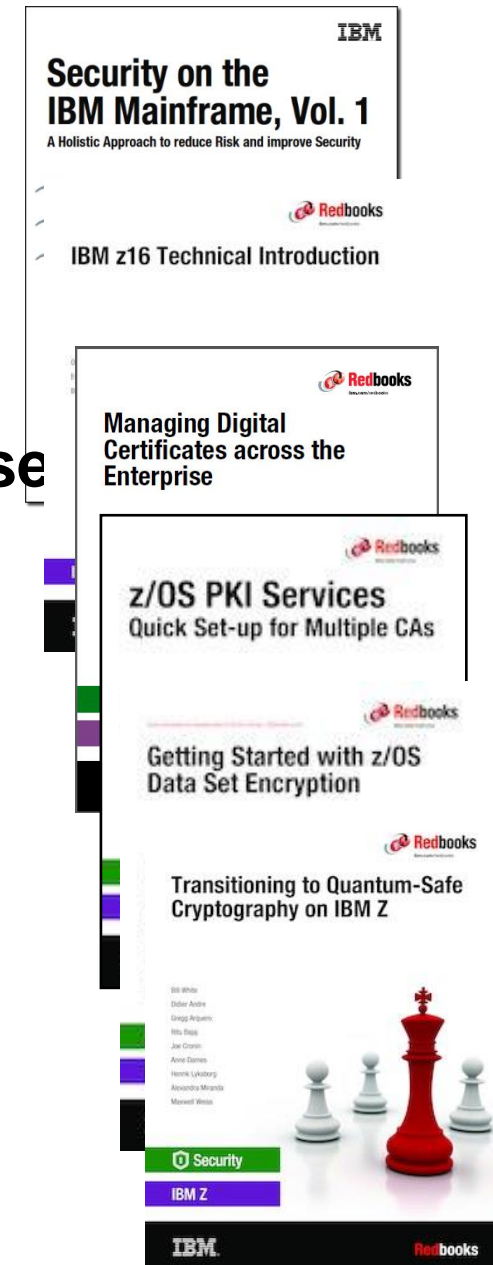 IBM
Security on the
IBM Mainframe, Vol. 1
A Holistic Approach to reduce Risk and improve Security
Redbooks
IBM z16 Technical Introduction
Redbooks
Managing Digital
Certificates across the
Enterprise
se
Redbooks
z/OS PKI Services
Quick Set-up for Multiple CAs
Redbooks
Getting Started with z/OS
Data Set Encryption
Redbooks
Transitioning to Quantum-Safe
Cryptography on IBM Z
Bill White
Didier Andre
Gregg Arquero
Ritu Bajaj
Joe Cronin
Anne Dames
Henrik Lyksborg
Alexandra Miranda
Maxwell Weiss
Security
IBM Z
IBM
Redbooks